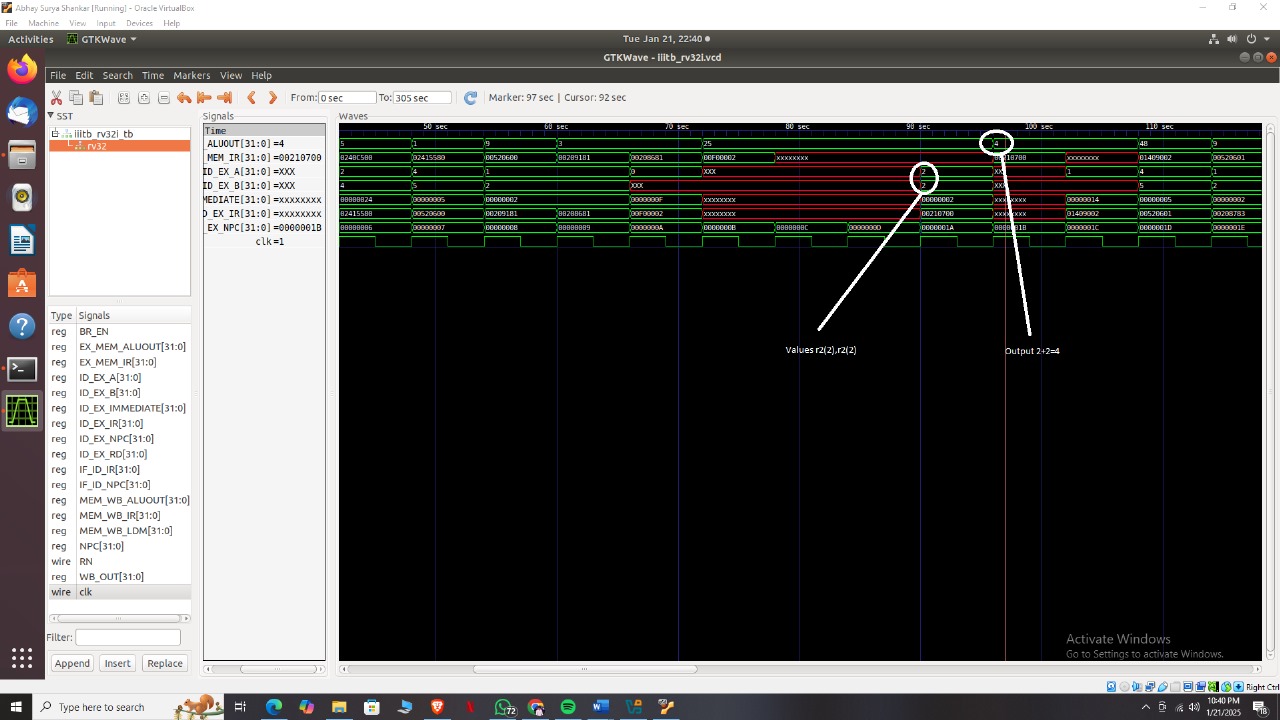 Abhay Surya Shankar [Running] - Oracle VirtualBox
File Machine View Input Devices Help
Activities GTKWave Tue Jan 21, 22:40
GTKWave - iiitb_rv32i.vcd
File Edit Search Time Markers View Help
From: 0 sec To: 305 sec Marker: 97 sec | Cursor: 92 sec
SST
iiitb_rv32i_tb
rv32
Type Signals
reg BR_EN
reg EX_MEM_ALUOUT[31:0]
reg EX_MEM_IR[31:0]
reg ID_EX_A[31:0]
reg ID_EX_B[31:0]
reg ID_EX_IMMEDIATE[31:0]
reg ID_EX_IR[31:0]
reg ID_EX_NPC[31:0]
reg ID_EX_RD[31:0]
reg IF_ID_IR[31:0]
reg IF_ID_NPC[31:0]
reg MEM_WB_ALUOUT[31:0]
reg MEM_WB_IR[31:0]
reg MEM_WB_LDM[31:0]
reg NPC[31:0]
wire RN
reg WB_OUT[31:0]
wire clk
Filter:
Append Insert Replace
Signals
Time
_ALUOUT[31:0] =4
_MEM_IR[31:0] =00210700
ID_EX_A[31:0] =XXX
ID_EX_B[31:0] =XXX
MEDIATE[31:0] =xxxxxxxx
D_EX_IR[31:0] =xxxxxxxx
_EX_NPC[31:0] =0000001B
clk =1
Waves
50 sec 60 sec 70 sec 80 sec 90 sec 100 sec 110 sec
5 1 9 3 25 4 48 9
0240C500 02415580 00520600 00209181 00208681 00F00002 xxxxxxxx 00210700 xxxxxxxx 01409002 00520601
2 4 1 0 XXX 2 XXX 1 4 1
4 5 2 XXX 2 XXX 5 2
00000024 00000005 00000002 0000000F xxxxxxxx 00000002 xxxxxxxx 00000014 00000005 00000002
02415580 00520600 00209181 00208681 00F00002 xxxxxxxx 00210700 xxxxxxxx 01409002 00520601 00208783
00000006 00000007 00000008 00000009 0000000A 0000000B 0000000C 0000000D 0000001A 0000001B 0000001C 0000001D 0000001E
Values r2(2),r2(2)
Output 2+2=4
Activate Windows
Go to Settings to activate Windows.
Right Ctrl
Type here to search
72
10:40 PM
1/21/2025
18